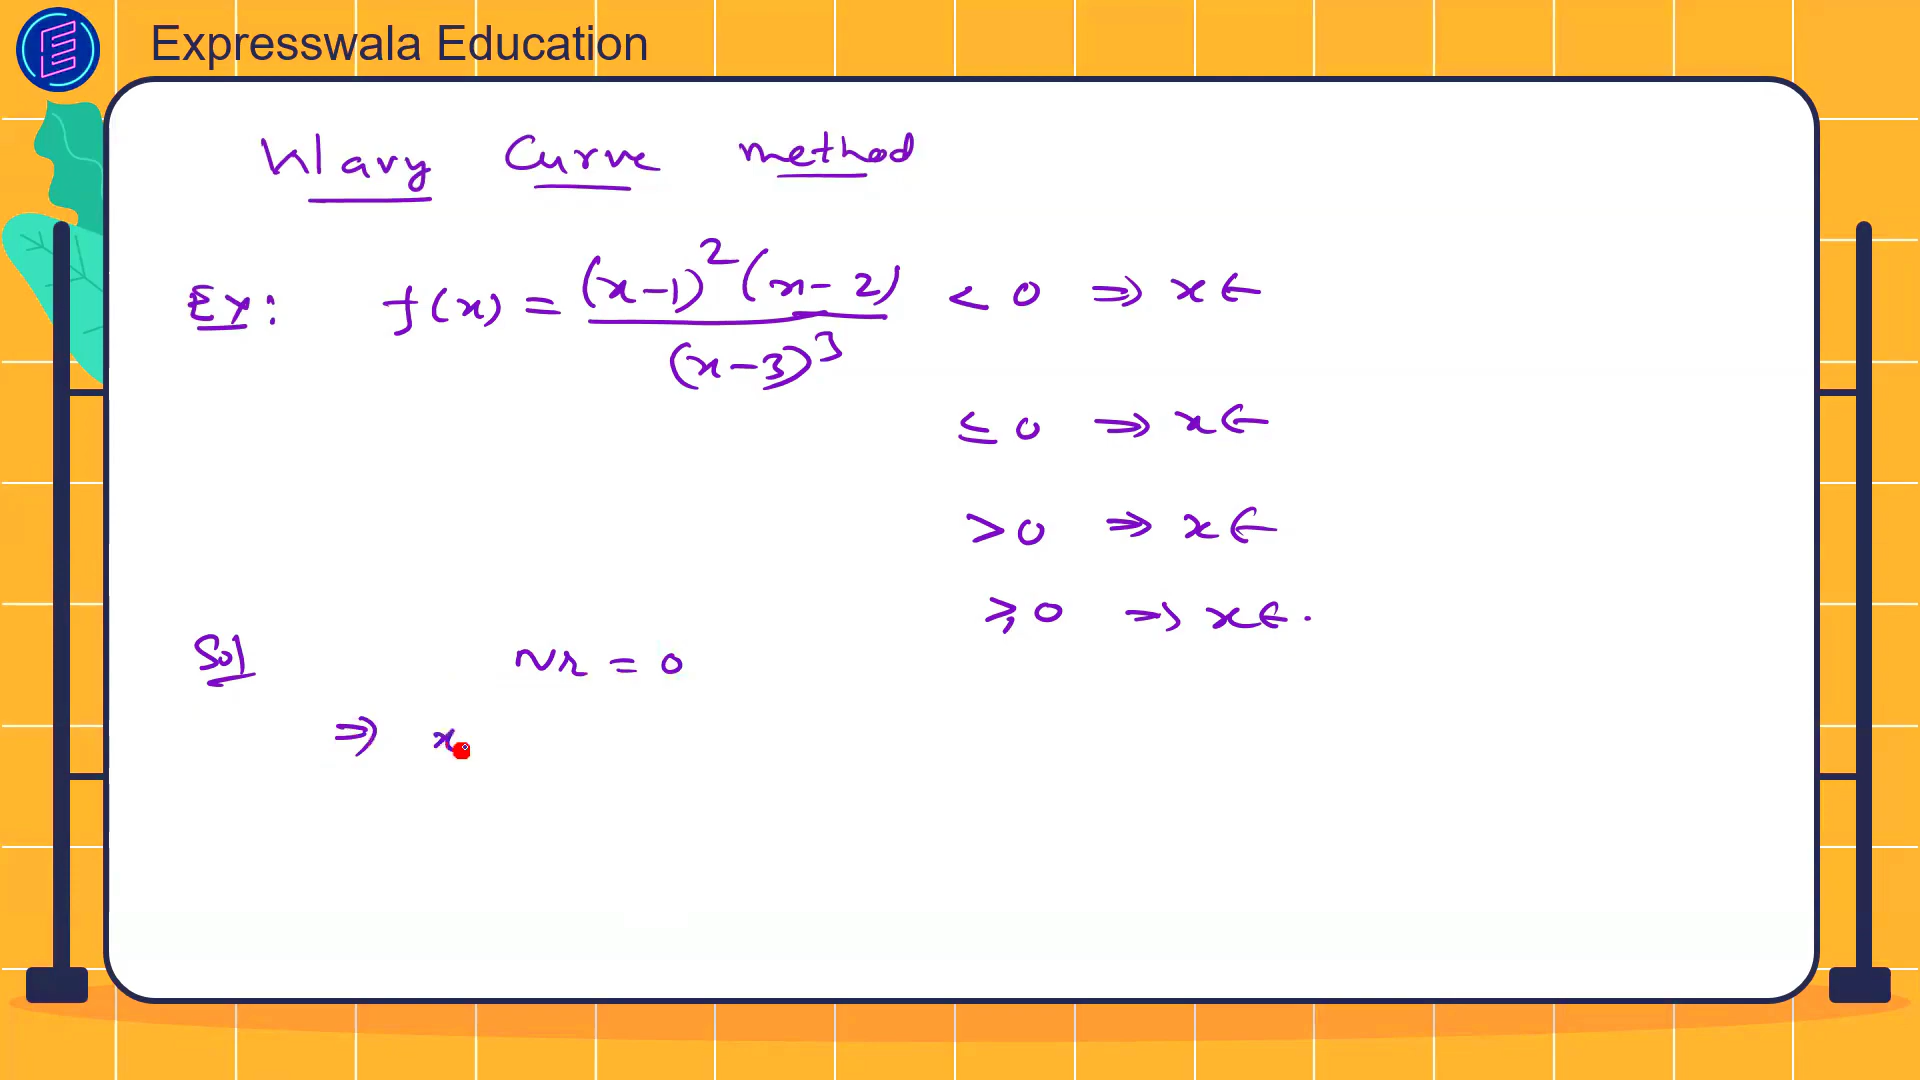 Expresswala Education
Wavy Curve method
Ex: f(x) = (x-1)²(x-2) / (x-3)³ < 0 ⇒ x ∈
≤ 0 ⇒ x ∈
> 0 ⇒ x ∈
≥ 0 ⇒ x ∈ .
Sol Nr = 0
⇒ x